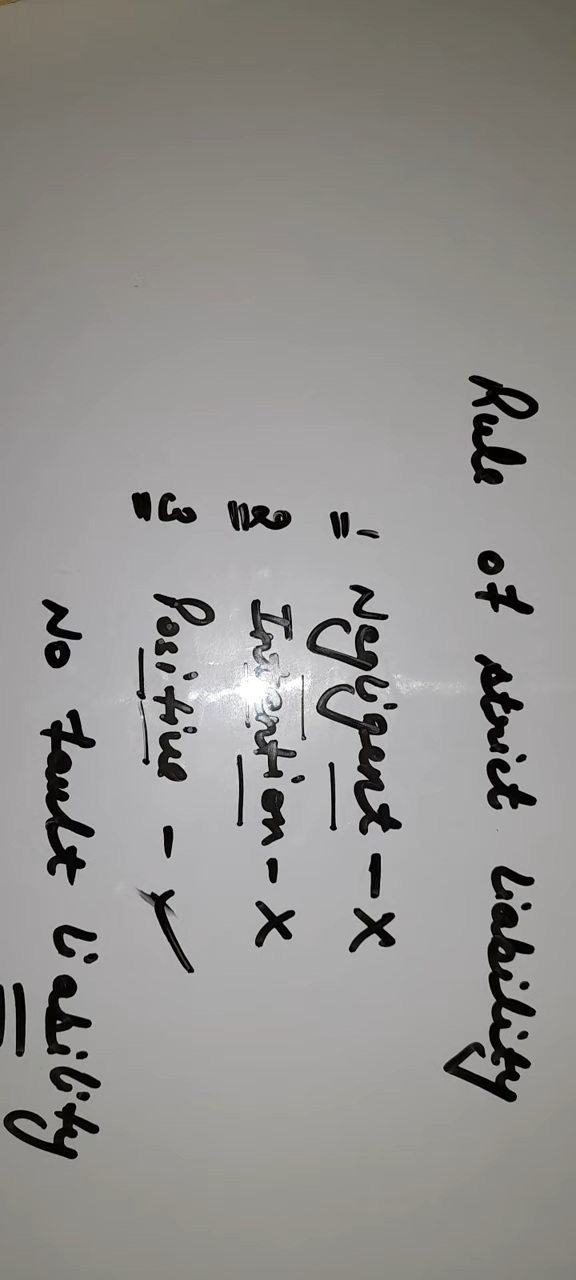 Rule of strict Liability
1 Negligent - X
2 Intention - X
3 Positive - ✓
No Fault Liability